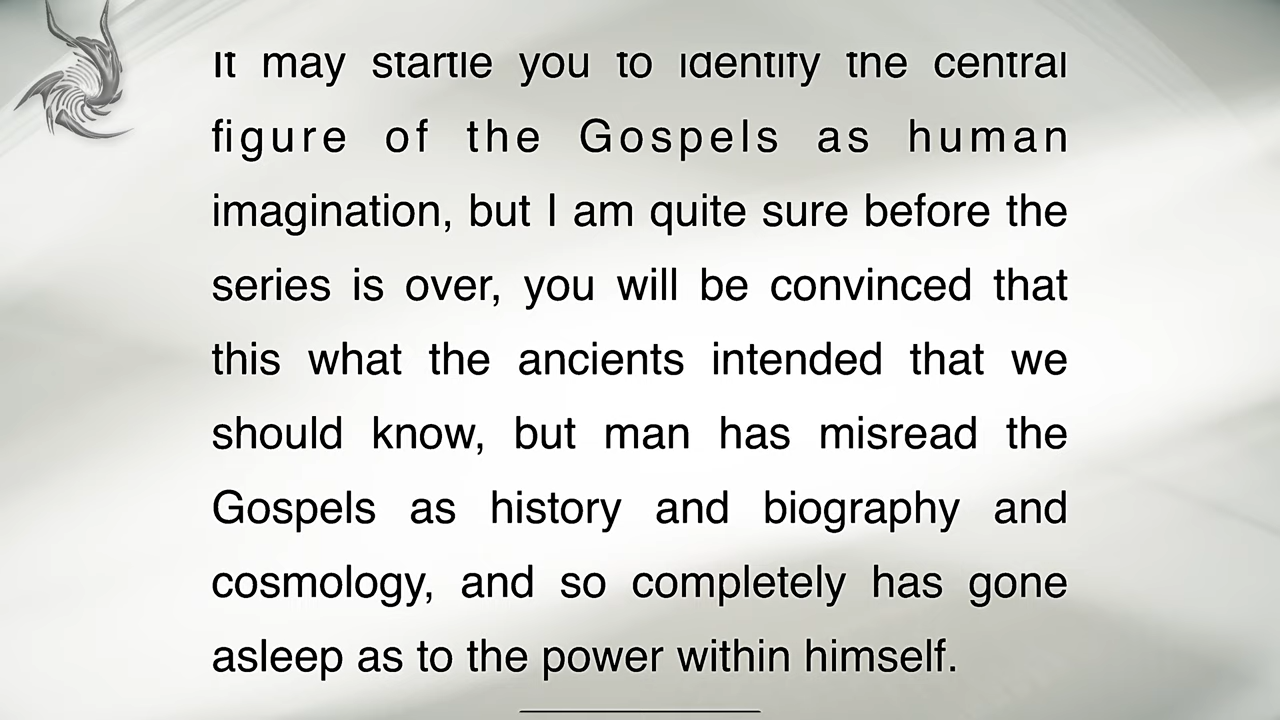 It may startle you to identify the central
figure of the Gospels as human
imagination, but I am quite sure before the
series is over, you will be convinced that
this what the ancients intended that we
should know, but man has misread the
Gospels as history and biography and
cosmology, and so completely has gone
asleep as to the power within himself.